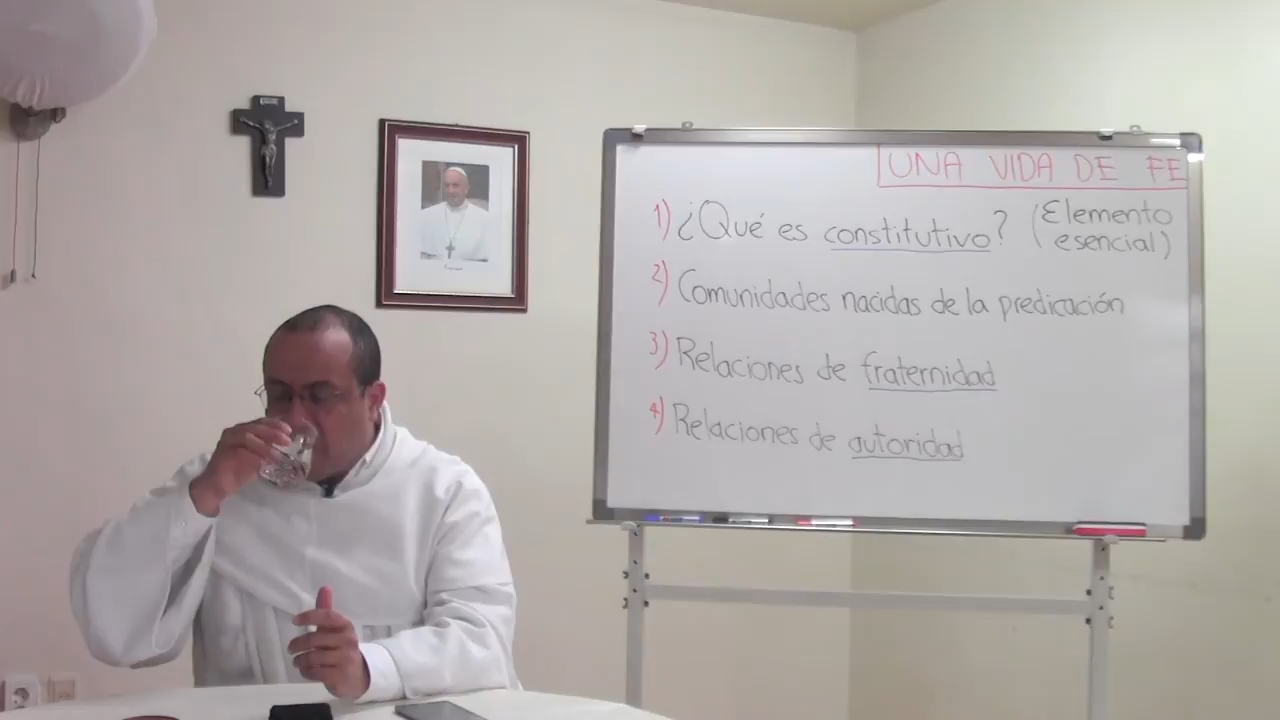 UNA VIDA DE FE
1) ¿Qué es constitutivo? (Elemento
esencial)
2) Comunidades nacidas de la predicación
3) Relaciones de fraternidad
4) Relaciones de autoridad